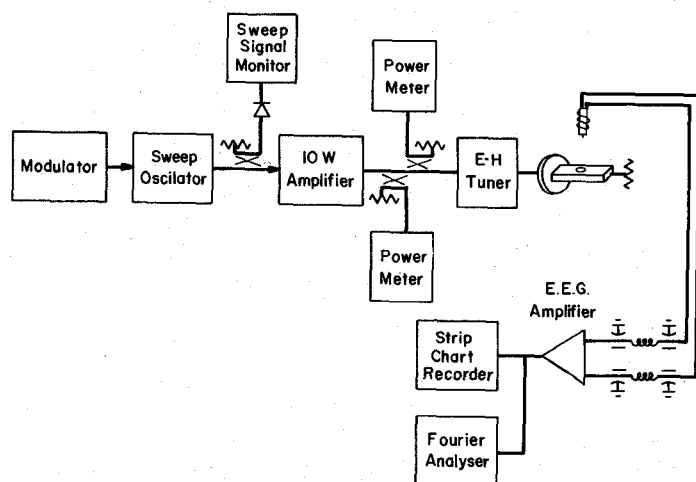 Sweep
Signal
Monitor
Power
Meter
Modulator
Sweep
Oscilator
10 W
Amplifier
E-H
Tuner
Power
Meter
E.E.G.
Amplifier
Strip
Chart
Recorder
Fourier
Analyser